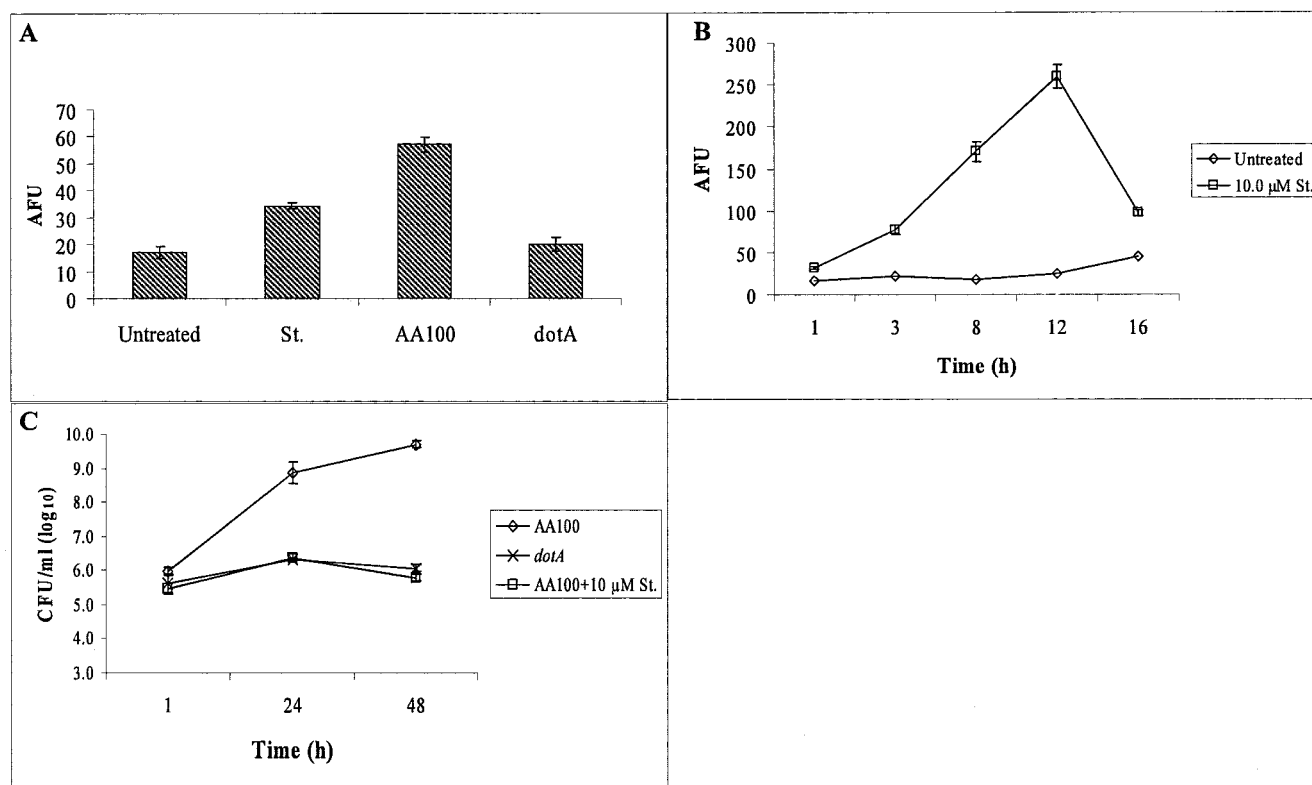 A
AFU
70
60
50
40
30
20
10
0
Untreated
St.
AA100
dotA
B
AFU
300
250
200
150
100
50
0
1
3
8
12
16
Time (h)
Untreated
10.0 µM St.
C
CFU/ml (log10)
10.0
9.0
8.0
7.0
6.0
5.0
4.0
3.0
1
24
48
Time (h)
AA100
dotA
AA100+10 µM St.